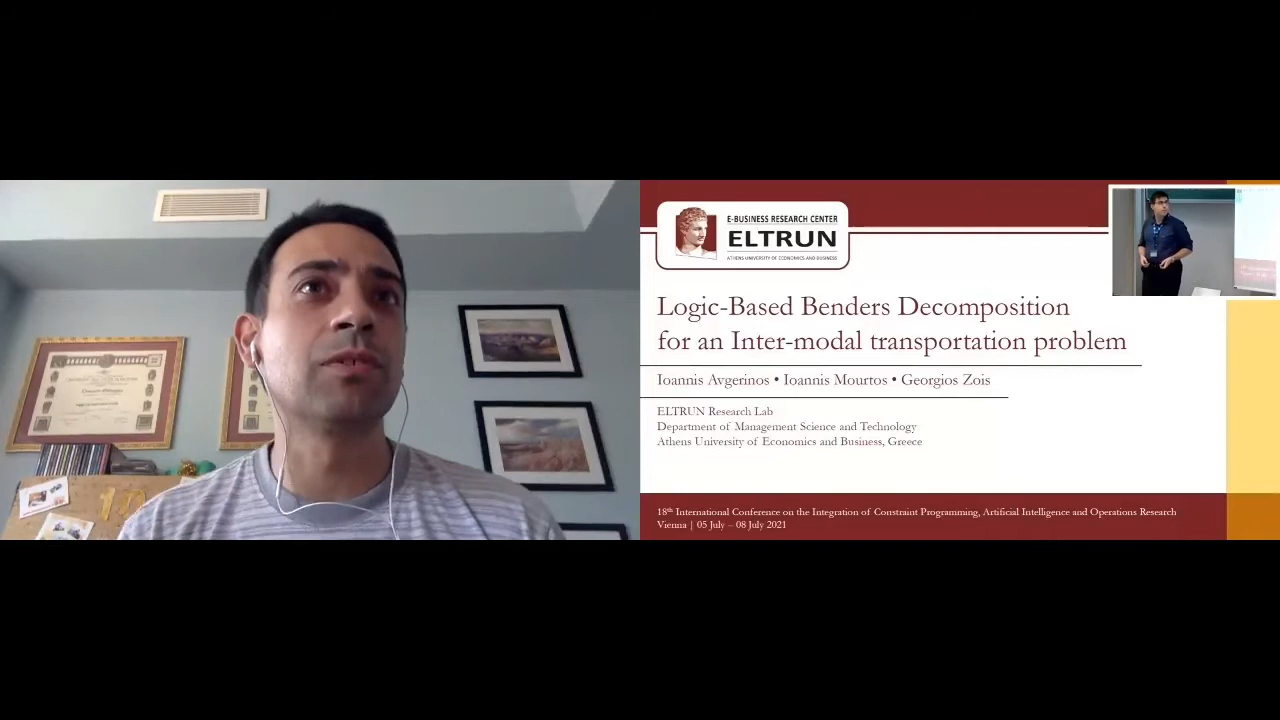 E-BUSINESS RESEARCH CENTER
ELTRUN
ATHENS UNIVERSITY OF ECONOMICS AND BUSINESS
Logic-Based Benders Decomposition
for an Inter-modal transportation problem
Ioannis Avgerinos • Ioannis Mourtos • Georgios Zois
ELTRUN Research Lab
Department of Management Science and Technology
Athens University of Economics and Business, Greece
18th International Conference on the Integration of Constraint Programming, Artificial Intelligence and Operations Research
Vienna | 05 July – 08 July 2021